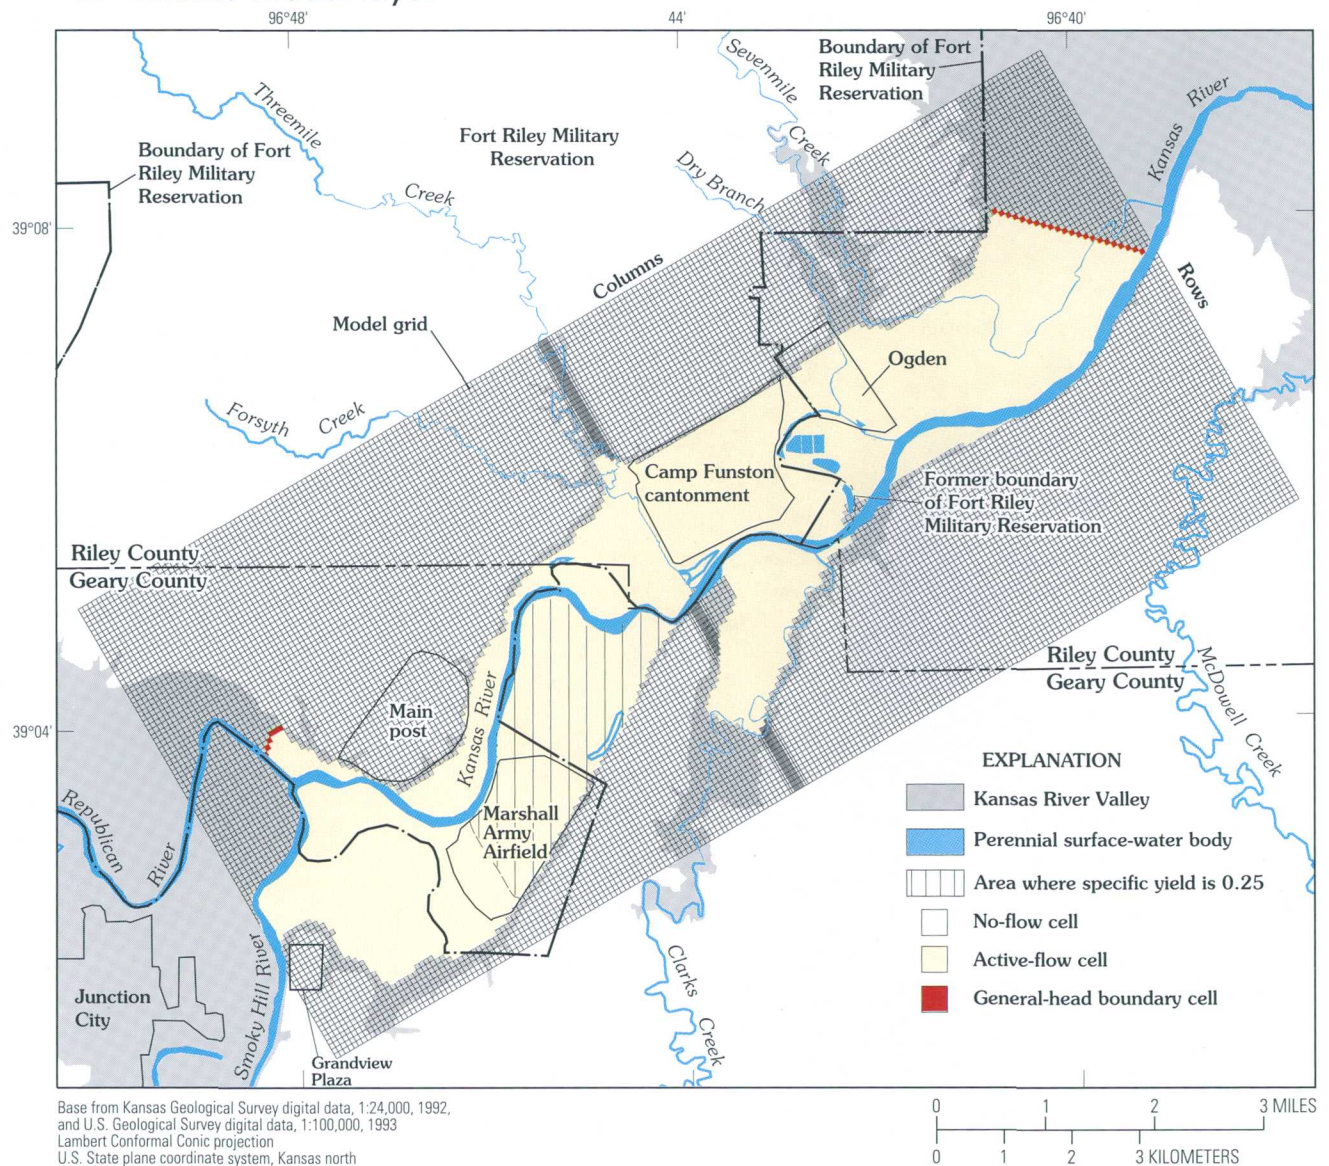 96°48'
44'
96°40'
Sevenmile
Creek
Boundary of Fort
Riley Military
Reservation
Kansas River
Threemile
Creek
Boundary of Fort
Riley Military
Reservation
Fort Riley Military
Reservation
Dry Branch
39°08'
Columns
Rows
Model grid
Ogden
Forsyth Creek
Camp Funston
cantonment
Former boundary
of Fort Riley
Military Reservation
Riley County
Geary County
Riley County
Geary County
McDowell Creek
Main
post
Kansas River
39°04'
Republican
River
Marshall
Army
Airfield
Smoky Hill River
Junction
City
Grandview
Plaza
Clarks
Creek
EXPLANATION
Kansas River Valley
Perennial surface-water body
Area where specific yield is 0.25
No-flow cell
Active-flow cell
General-head boundary cell
Base from Kansas Geological Survey digital data, 1:24,000, 1992,
and U.S. Geological Survey digital data, 1:100,000, 1993
Lambert Conformal Conic projection
U.S. State plane coordinate system, Kansas north
0 1 2 3 MILES
0 1 2 3 KILOMETERS